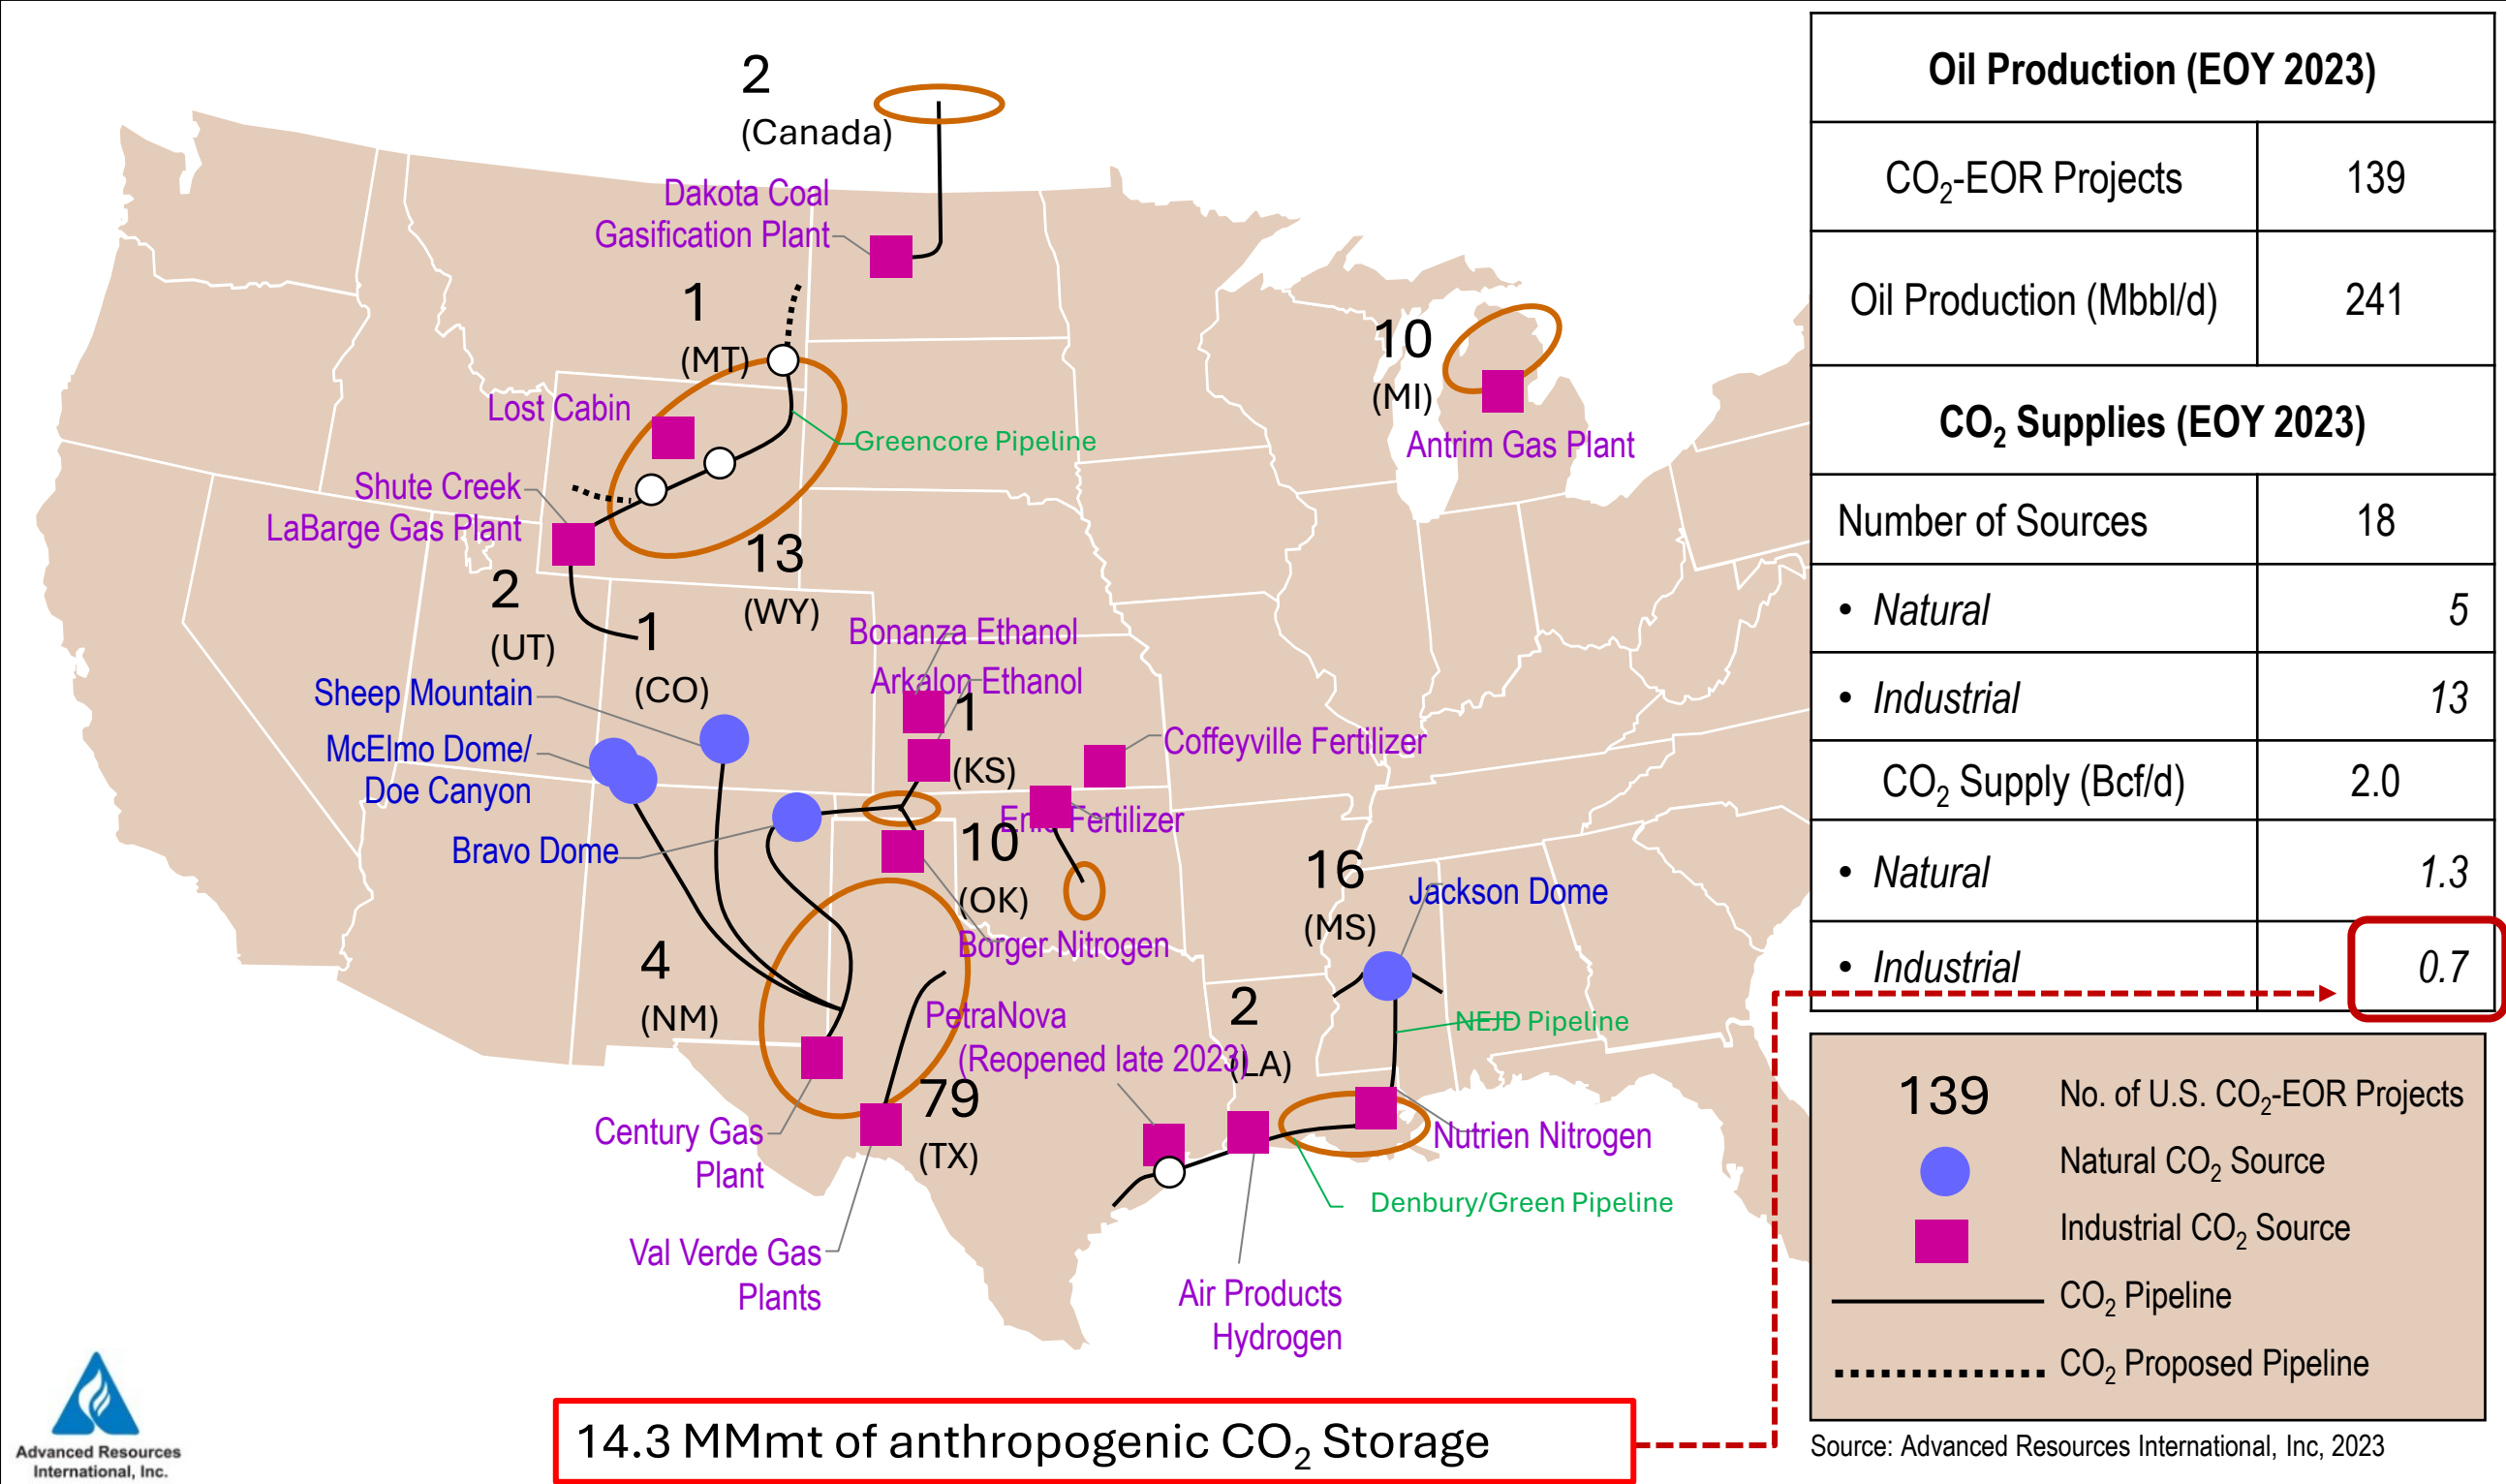 2
(Canada)
Dakota Coal
Gasification Plant
1
(MT)
Lost Cabin
Greencore Pipeline
Shute Creek
LaBarge Gas Plant
13
(WY)
2
(UT)
1
(CO)
10
(MI)
Antrim Gas Plant
Bonanza Ethanol
Arkalon Ethanol
1
(KS)
Sheep Mountain
McElmo Dome/
Doe Canyon
Bravo Dome
Coffeyville Fertilizer
Enid Fertilizer
10
(OK)
Borger Nitrogen
16
(MS)
Jackson Dome
4
(NM)
PetraNova
(Reopened late 2023)
2
(LA)
NEJD Pipeline
79
(TX)
Century Gas
Plant
Nutrien Nitrogen
Denbury/Green Pipeline
Val Verde Gas
Plants
Air Products
Hydrogen
14.3 MMmt of anthropogenic CO₂ Storage
Advanced Resources
International, Inc.
Oil Production (EOY 2023)
CO₂-EOR Projects 139
Oil Production (Mbbl/d) 241
CO₂ Supplies (EOY 2023)
Number of Sources 18
• Natural 5
• Industrial 13
CO₂ Supply (Bcf/d) 2.0
• Natural 1.3
• Industrial 0.7
139 No. of U.S. CO₂-EOR Projects
Natural CO₂ Source
Industrial CO₂ Source
CO₂ Pipeline
CO₂ Proposed Pipeline
Source: Advanced Resources International, Inc, 2023